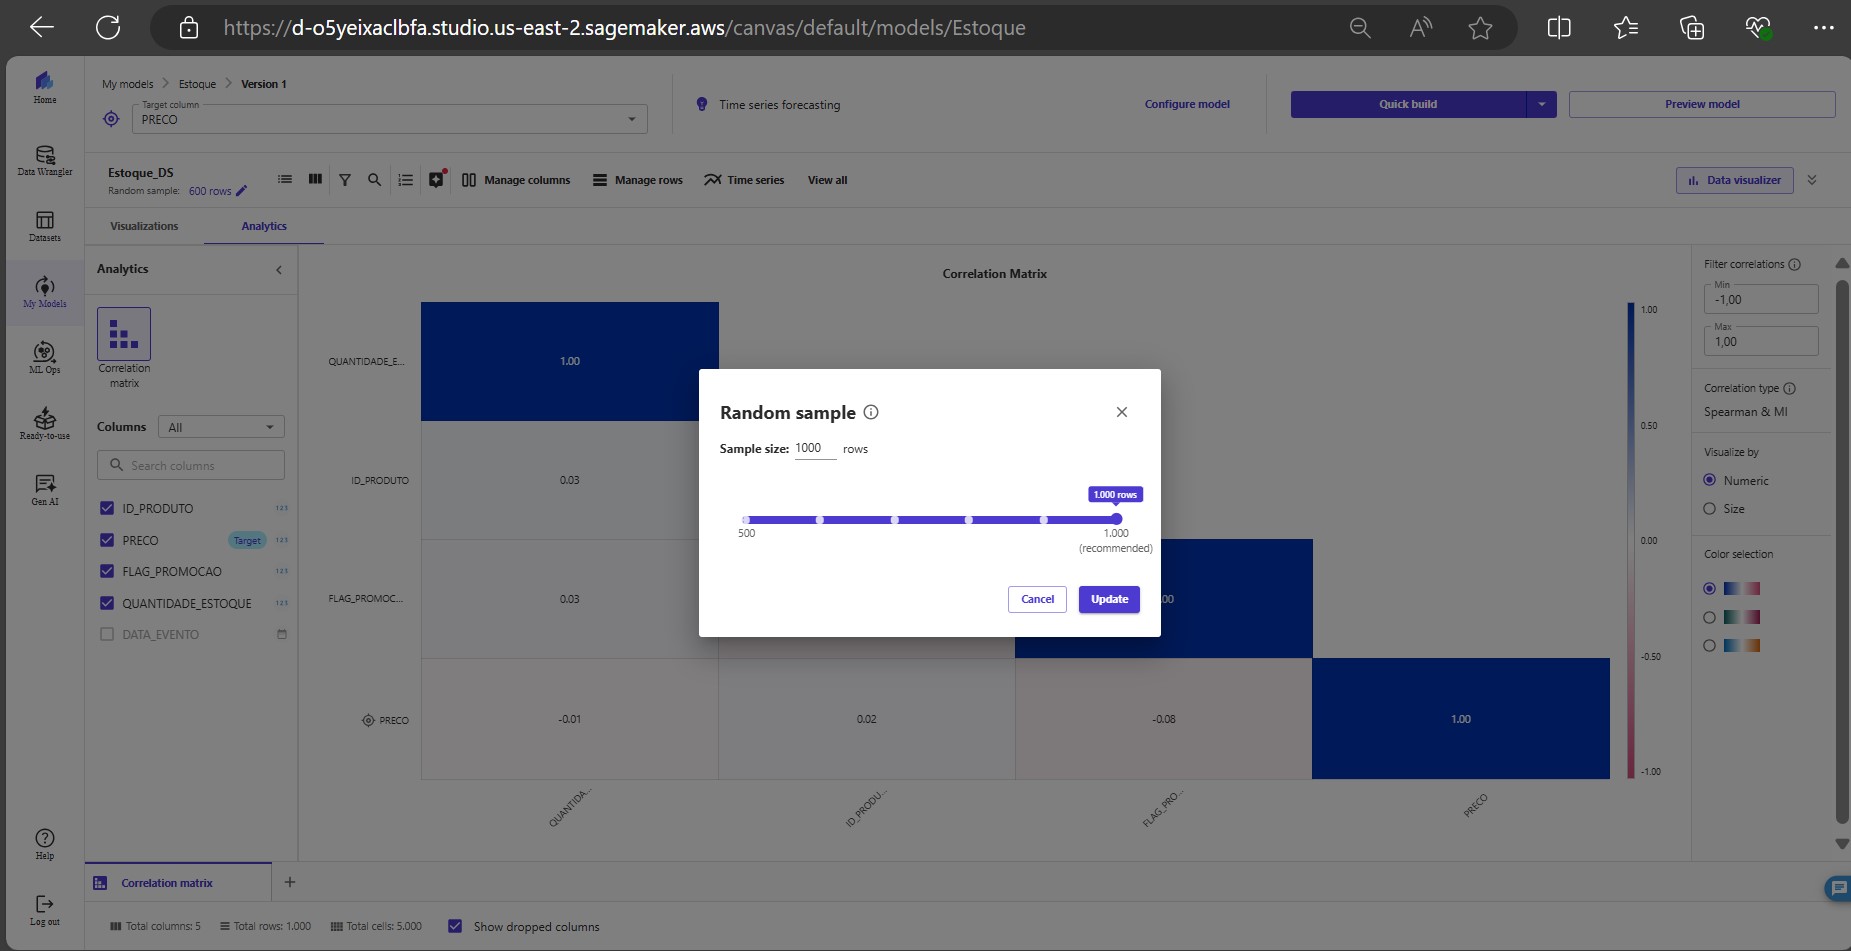 https://d-o5yeixaclbfa.studio.us-east-2.sagemaker.aws/canvas/default/models/Estoque
Home
Data Wrangler
Datasets
My Models
ML Ops
Ready-to-use
Gen AI
Help
Log out
My models > Estoque > Version 1
Target column
PRECO
Time series forecasting
Configure model
Quick build
Preview model
Estoque_DS
Random sample: 600 rows
Manage columns
Manage rows
Time series
View all
Data visualizer
Visualizations
Analytics
Analytics
Correlation matrix
Columns
All
Search columns
ID_PRODUTO
PRECO
Target
FLAG_PROMOCAO
QUANTIDADE_ESTOQUE
DATA_EVENTO
Correlation Matrix
QUANTIDADE_E...
1.00
ID_PRODUTO
0.03
FLAG_PROMOC...
0.03
.00
PRECO
-0.01
0.02
-0.08
1.00
QUANTIDA...
ID_PRODU...
FLAG_PRO...
PRECO
1.00
0.50
0.00
-0.50
-1.00
Random sample
Sample size: 1000 rows
1.000 rows
500
1.000
(recommended)
Cancel
Update
Filter correlations
Min
-1,00
Max
1,00
Correlation type
Spearman & MI
Visualize by
Numeric
Size
Color selection
Correlation matrix
Total columns: 5
Total rows: 1.000
Total cells: 5.000
Show dropped columns